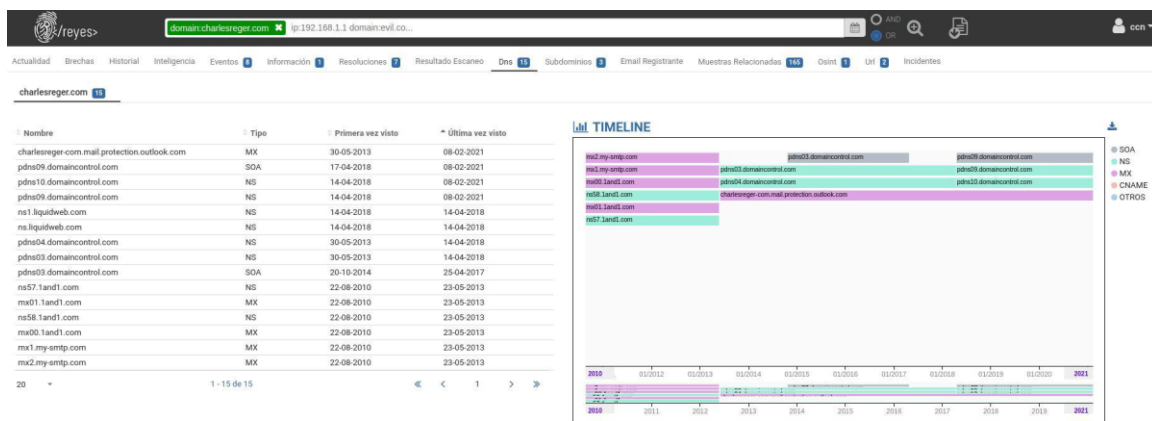 /reyes>
domain:charlesreger.com ✖ ip:192.168.1.1 domain:evil.co...
AND
OR
ccn
Actualidad Brechas Historial Inteligencia Eventos 8 Información 1 Resoluciones 7 Resultado Escaneo Dns 15 Subdominios 3 Email Registrante Muestras Relacionadas 165 Osint 1 Url 2 Incidentes
charlesreger.com 15
Nombre Tipo Primera vez visto Última vez visto
charlesreger-com.mail.protection.outlook.com MX 30-05-2013 08-02-2021
pdns09.domaincontrol.com SOA 17-04-2018 08-02-2021
pdns10.domaincontrol.com NS 14-04-2018 08-02-2021
pdns09.domaincontrol.com NS 14-04-2018 08-02-2021
ns1.liquidweb.com NS 14-04-2018 14-04-2018
ns.liquidweb.com NS 14-04-2018 14-04-2018
pdns04.domaincontrol.com NS 30-05-2013 14-04-2018
pdns03.domaincontrol.com NS 30-05-2013 14-04-2018
pdns03.domaincontrol.com SOA 20-10-2014 25-04-2017
ns57.1and1.com NS 22-08-2010 23-05-2013
mx01.1and1.com MX 22-08-2010 23-05-2013
ns58.1and1.com NS 22-08-2010 23-05-2013
mx00.1and1.com MX 22-08-2010 23-05-2013
mx1.my-smtp.com MX 22-08-2010 23-05-2013
mx2.my-smtp.com MX 22-08-2010 23-05-2013
20 1 - 15 de 15 « < 1 > »
TIMELINE
mx2.my-smtp.com pdns03.domaincontrol.com pdns09.domaincontrol.com
mx1.my-smtp.com pdns03.domaincontrol.com pdns09.domaincontrol.com
mx00.1and1.com pdns04.domaincontrol.com pdns10.domaincontrol.com
ns58.1and1.com charlesreger-com.mail.protection.outlook.com
mx01.1and1.com
ns57.1and1.com
SOA
NS
MX
CNAME
OTROS
2010 01/2012 01/2013 01/2014 01/2015 01/2016 01/2017 01/2018 01/2019 01/2020 2021
2010 2011 2012 2013 2014 2015 2016 2017 2018 2019 2021